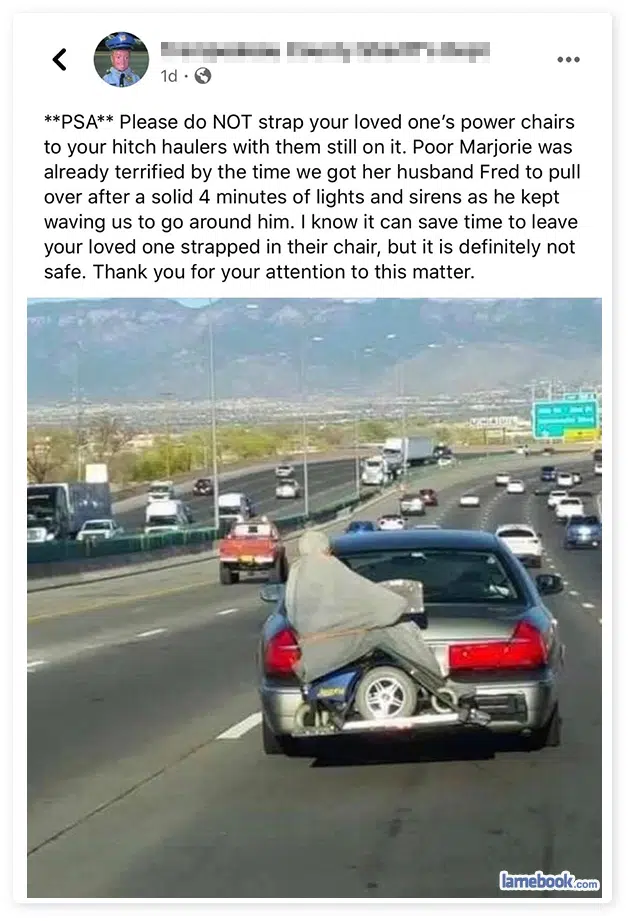 1d
**PSA** Please do NOT strap your loved one’s power chairs
to your hitch haulers with them still on it. Poor Marjorie was
already terrified by the time we got her husband Fred to pull
over after a solid 4 minutes of lights and sirens as he kept
waving us to go around him. I know it can save time to leave
your loved one strapped in their chair, but it is definitely not
safe. Thank you for your attention to this matter.
lamebook.com